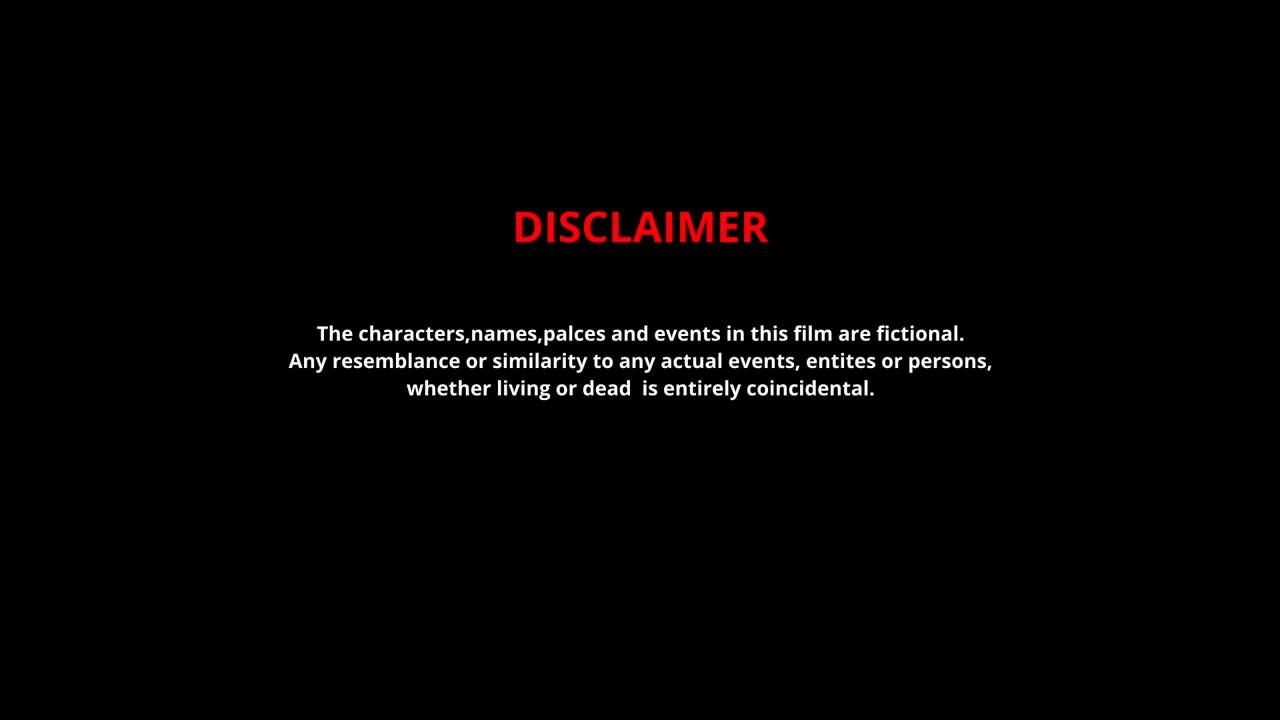 DISCLAIMER
The characters,names,palces and events in this film are fictional.
Any resemblance or similarity to any actual events, entites or persons,
whether living or dead  is entirely coincidental.